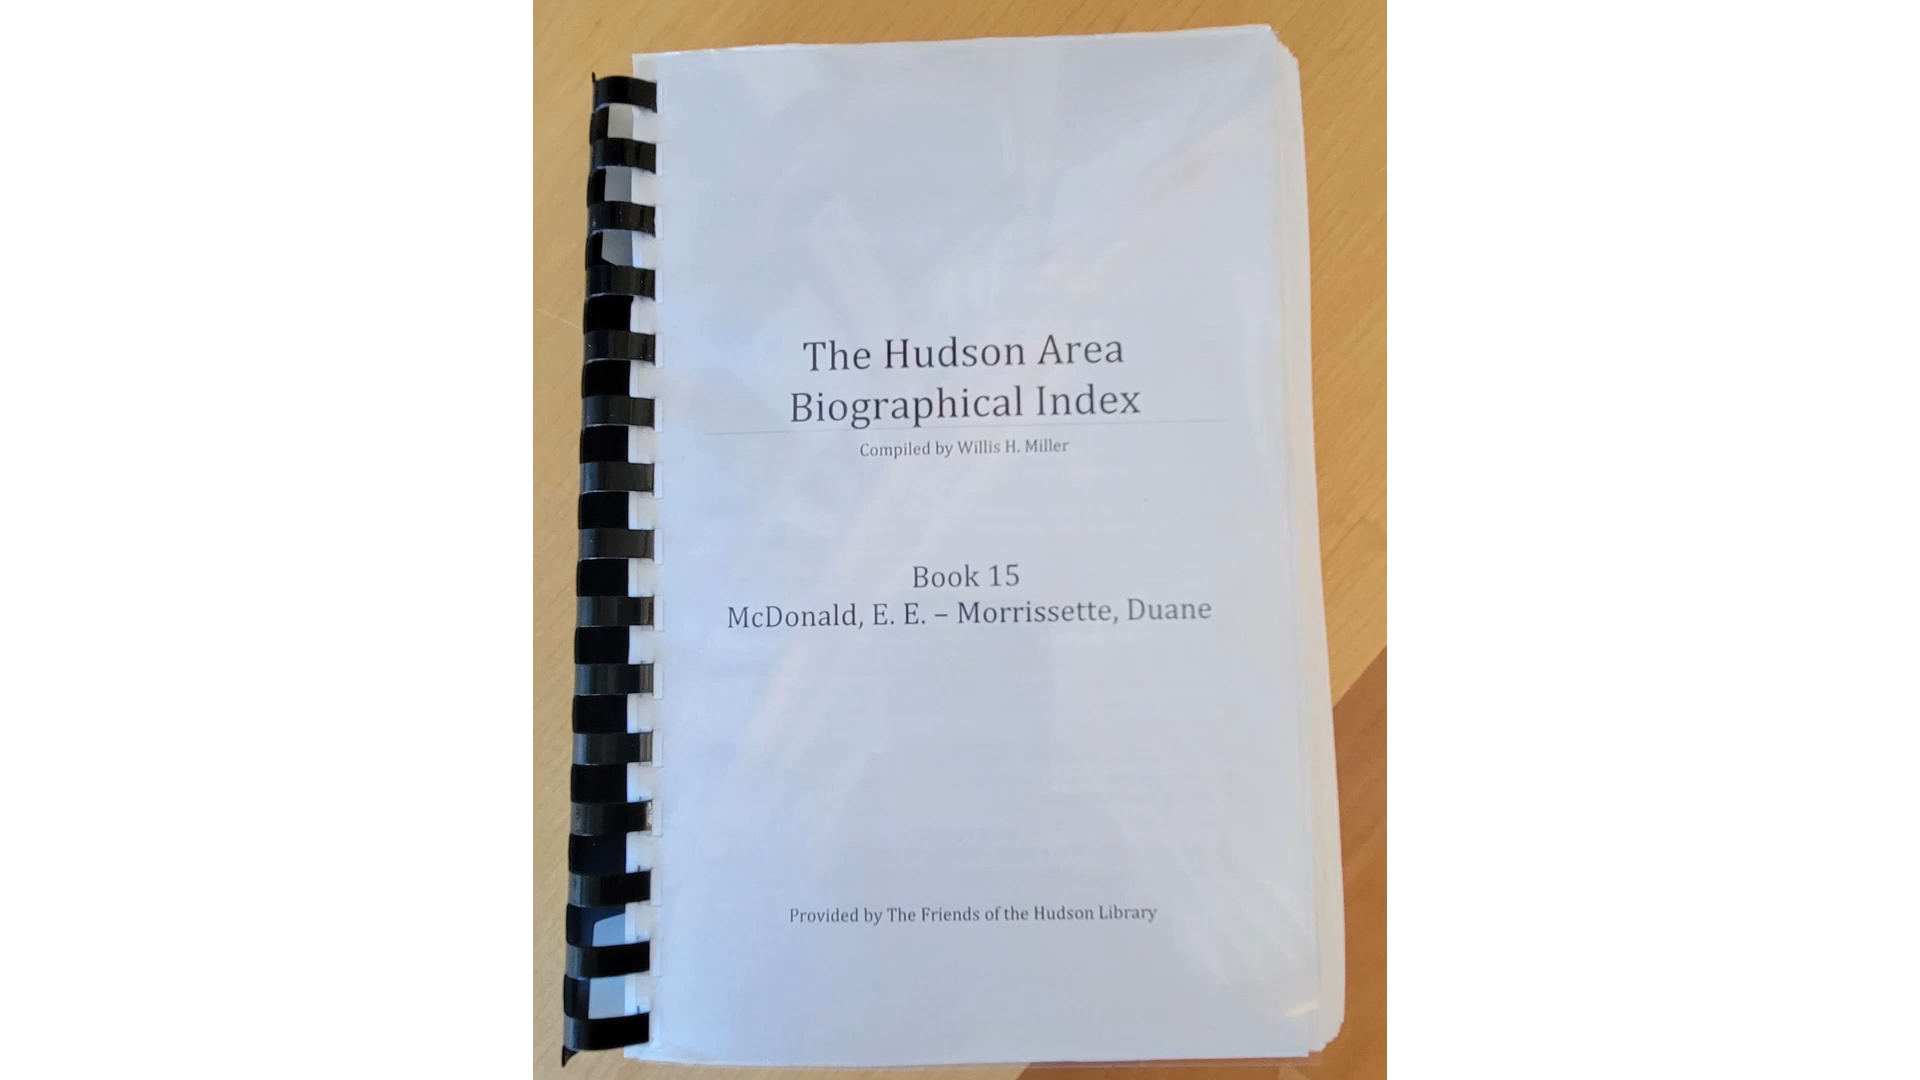 The Hudson Area
Biographical Index
Compiled by Willis H. Miller
Book 15
McDonald, E. E. – Morrissette, Duane
Provided by The Friends of the Hudson Library